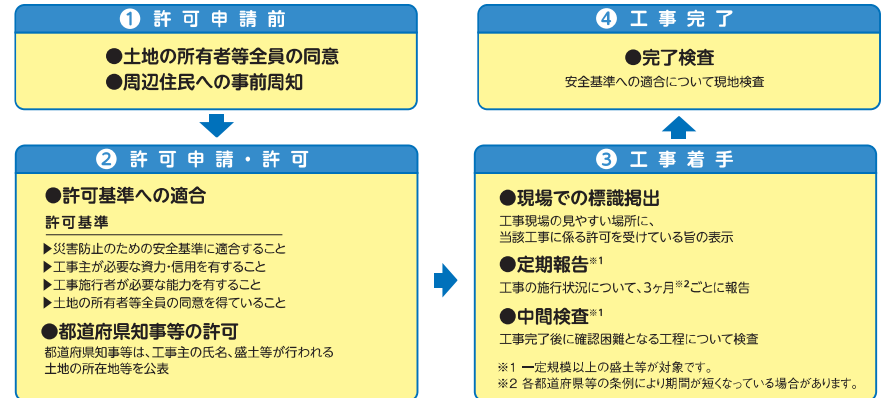 ❶ 許可申請前
●土地の所有者等全員の同意
●周辺住民への事前周知
❷ 許可申請・許可
●許可基準への適合
許可基準
▶災害防止のための安全基準に適合すること
▶工事主が必要な資力・信用を有すること
▶工事施行者が必要な能力を有すること
▶土地の所有者等全員の同意を得ていること
●都道府県知事等の許可
都道府県知事等は、工事主の氏名、盛土等が行われる
土地の所在地等を公表
❸ 工事着手
●現場での標識掲出
工事現場の見やすい場所に、
当該工事に係る許可を受けている旨の表示
●定期報告※1
工事の施行状況について、3ヶ月※2ごとに報告
●中間検査※1
工事完了後に確認困難となる工程について検査
※1 一定規模以上の盛土等が対象です。
※2 各都道府県等の条例により期間が短くなっている場合があります。
❹ 工事完了
●完了検査
安全基準への適合について現地検査